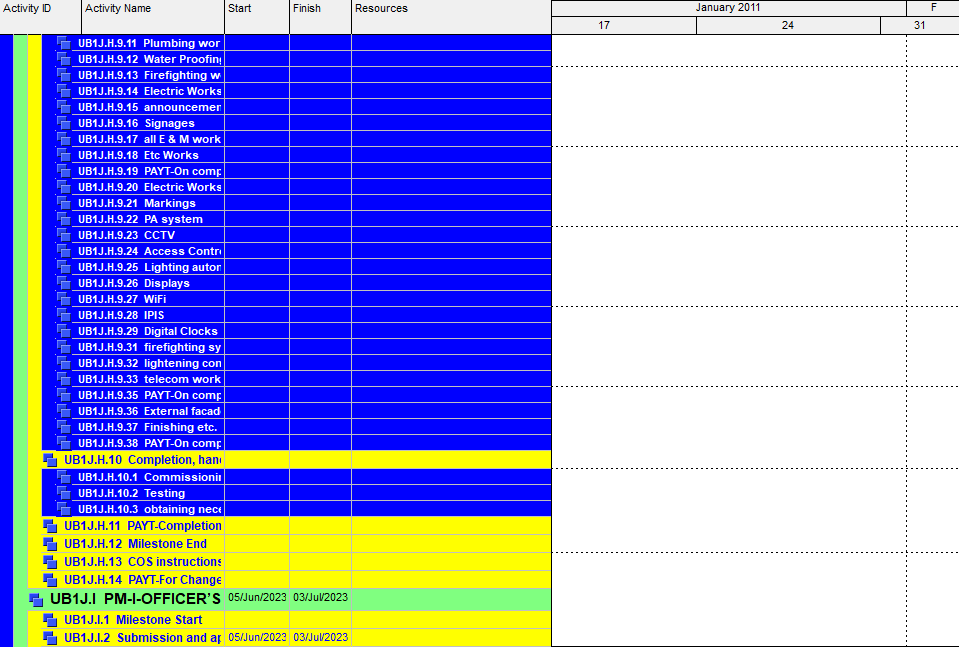 Activity ID Activity Name Start Finish Resources January 2011 F
17 24 31
UB1J.H.9.11 Plumbing wor
UB1J.H.9.12 Water Proofing
UB1J.H.9.13 Firefighting w
UB1J.H.9.14 Electric Works
UB1J.H.9.15 announcemen
UB1J.H.9.16 Signages
UB1J.H.9.17 all E & M work
UB1J.H.9.18 Etc Works
UB1J.H.9.19 PAYT-On comp
UB1J.H.9.20 Electric Works
UB1J.H.9.21 Markings
UB1J.H.9.22 PA system
UB1J.H.9.23 CCTV
UB1J.H.9.24 Access Contr
UB1J.H.9.25 Lighting auton
UB1J.H.9.26 Displays
UB1J.H.9.27 WiFi
UB1J.H.9.28 IPIS
UB1J.H.9.29 Digital Clocks
UB1J.H.9.31 firefighting sy
UB1J.H.9.32 lightening con
UB1J.H.9.33 telecom work
UB1J.H.9.35 PAYT-On comp
UB1J.H.9.36 External facad
UB1J.H.9.37 Finishing etc.
UB1J.H.9.38 PAYT-On comp
UB1J.H.10 Completion, han
UB1J.H.10.1 Commissionin
UB1J.H.10.2 Testing
UB1J.H.10.3 obtaining nece
UB1J.H.11 PAYT-Completion
UB1J.H.12 Milestone End
UB1J.H.13 COS instructions
UB1J.H.14 PAYT-For Change
UB1J.I PM-I-OFFICER’S 05/Jun/2023 03/Jul/2023
UB1J.I.1 Milestone Start
UB1J.I.2 Submission and ap 05/Jun/2023 03/Jul/2023